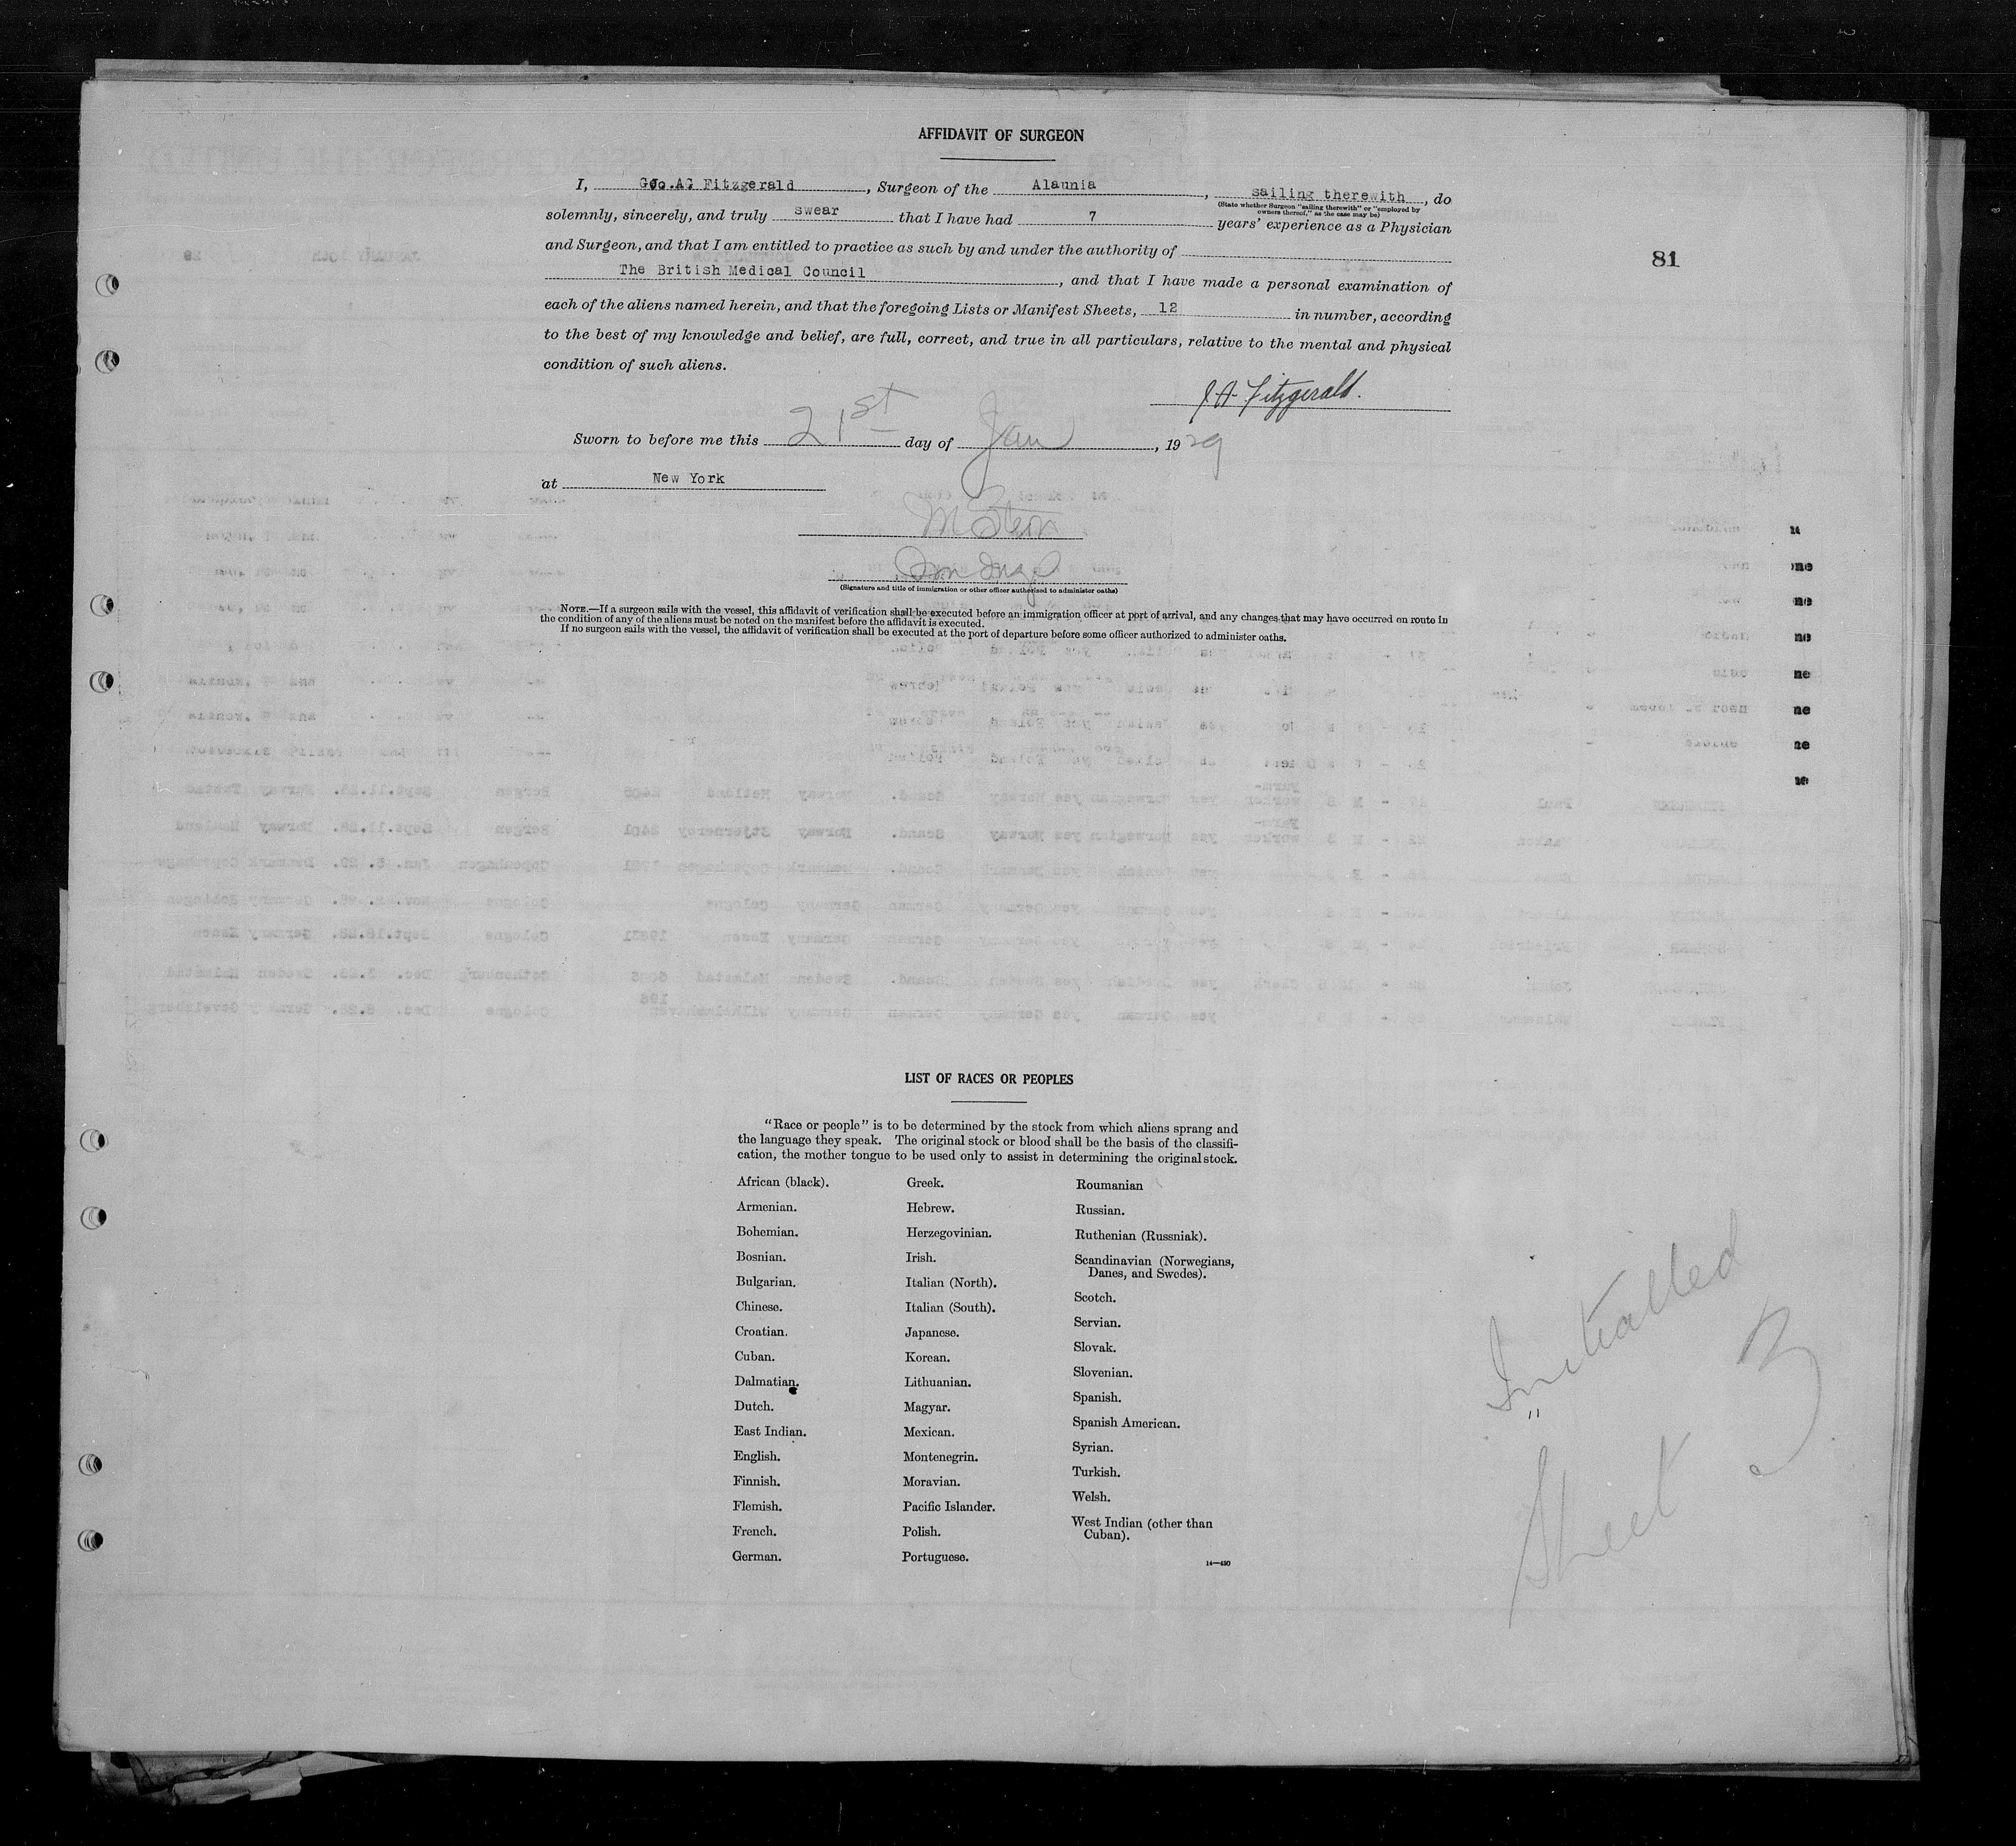 AFFIDAVIT OF SURGEON
I, Fitzgerald, Surgeon of the Alaunia, sailing therewith, do
(State whether Surgeon "sailing therewith" or "employed by
owners thereof," as the case may be)
solemnly, sincerely, and truly swear that I have had 7 years' experience as a Physician
and Surgeon, and that I am entitled to practice as such by and under the authority of
The British Medical Council, and that I have made a personal examination of
81
each of the aliens named herein, and that the foregoing Lists or Manifest Sheets, 12 in number, according
to the best of my knowledge and belief, are full, correct, and true in all particulars, relative to the mental and physical
condition of such aliens.
Fitzgerald.
Sworn to before me this 21st day of Jan, 1929
at New York
(Signature and title of immigration or other officer authorized to administer oaths)
NOTE.—If a surgeon sails with the vessel, this affidavit of verification shall be executed before an immigration officer at port of arrival, and any changes that may have occurred on route in
the condition of any of the aliens must be noted on the manifest before the affidavit is executed.
If no surgeon sails with the vessel, the affidavit of verification shall be executed at the port of departure before some officer authorized to administer oaths.
ne
ne
ne
ne
ne
LIST OF RACES OR PEOPLES
"Race or people" is to be determined by the stock from which aliens sprang and
the language they speak. The original stock or blood shall be the basis of the classifi-
cation, the mother tongue to be used only to assist in determining the original stock.
African (black).
Armenian.
Bohemian.
Bosnian.
Bulgarian.
Chinese.
Croatian.
Cuban.
Dalmatian.
Dutch.
East Indian.
English.
Finnish.
Flemish.
French.
German.
Greek.
Hebrew.
Herzegovinian.
Irish.
Italian (North).
Italian (South).
Japanese.
Korean.
Lithuanian.
Magyar.
Mexican.
Montenegrin.
Moravian.
Pacific Islander.
Polish.
Portuguese.
Roumanian
Russian.
Ruthenian (Russniak).
Scandinavian (Norwegians,
Danes, and Swedes).
Scotch.
Servian.
Slovak.
Slovenian.
Spanish.
Spanish American.
Syrian.
Turkish.
Welsh.
West Indian (other than
Cuban).
14—430
Initialled
Sheet 3